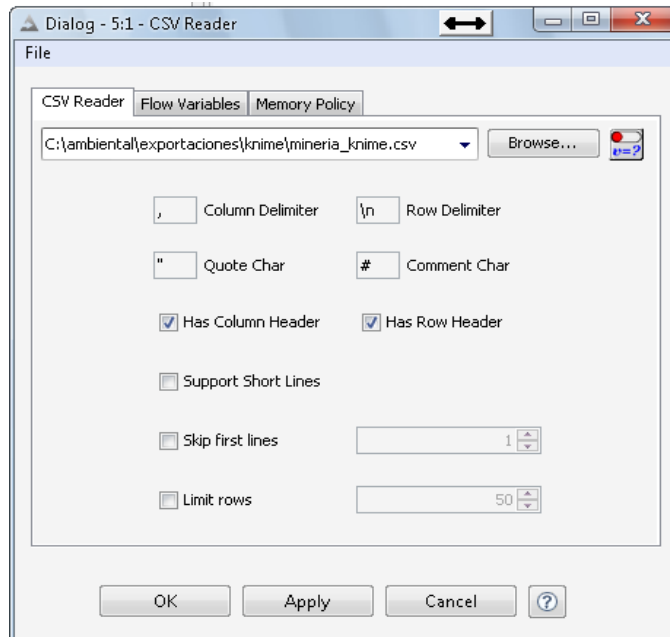 Dialog - 5:1 - CSV Reader
File
CSV Reader Flow Variables Memory Policy
C:\ambiental\exportaciones\knime\mineria_knime.csv Browse... v=?
, Column Delimiter \n Row Delimiter
" Quote Char # Comment Char
Has Column Header Has Row Header
Support Short Lines
Skip first lines 1
Limit rows 50
OK Apply Cancel ?